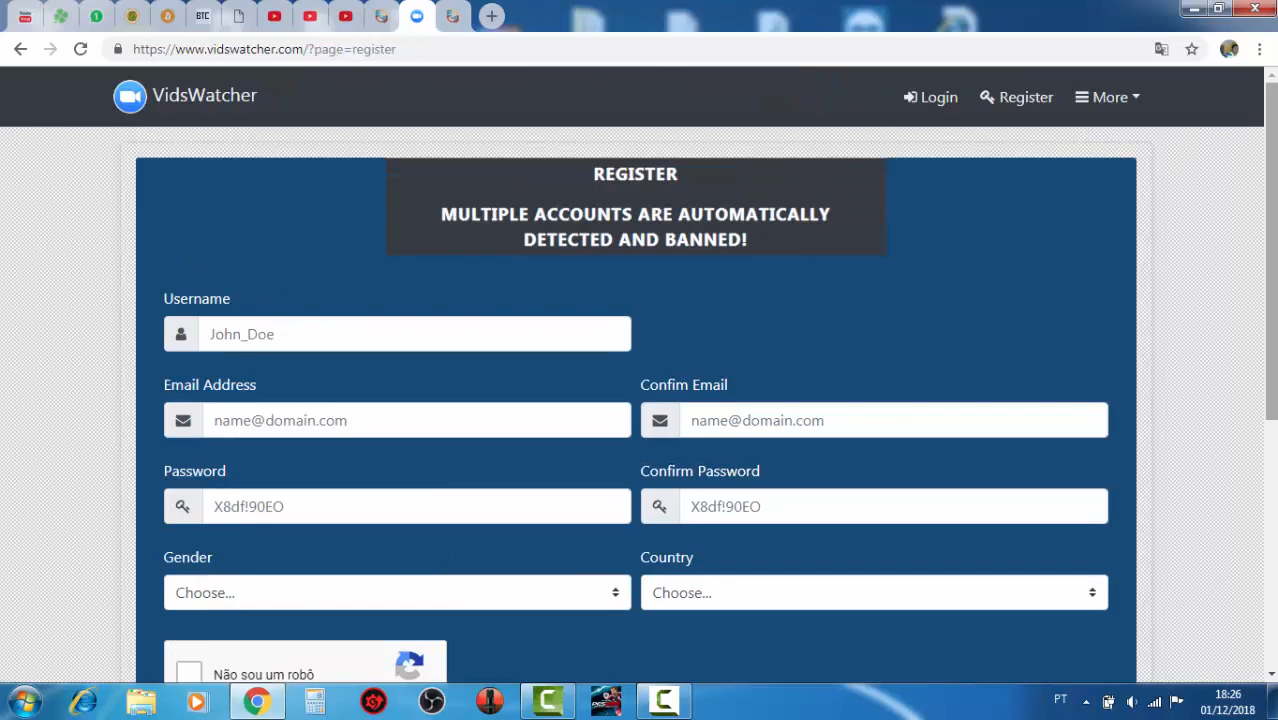 BTC
https://www.vidswatcher.com/?page=register
VidsWatcher
Login
Register
More
REGISTER
MULTIPLE ACCOUNTS ARE AUTOMATICALLY
DETECTED AND BANNED!
Username
John_Doe
Email Address
Confim Email
name@domain.com
name@domain.com
Password
Confirm Password
X8df!90EO
X8df!90EO
Gender
Country
Choose...
Choose...
Não sou um robô
PT
18:26
01/12/2018